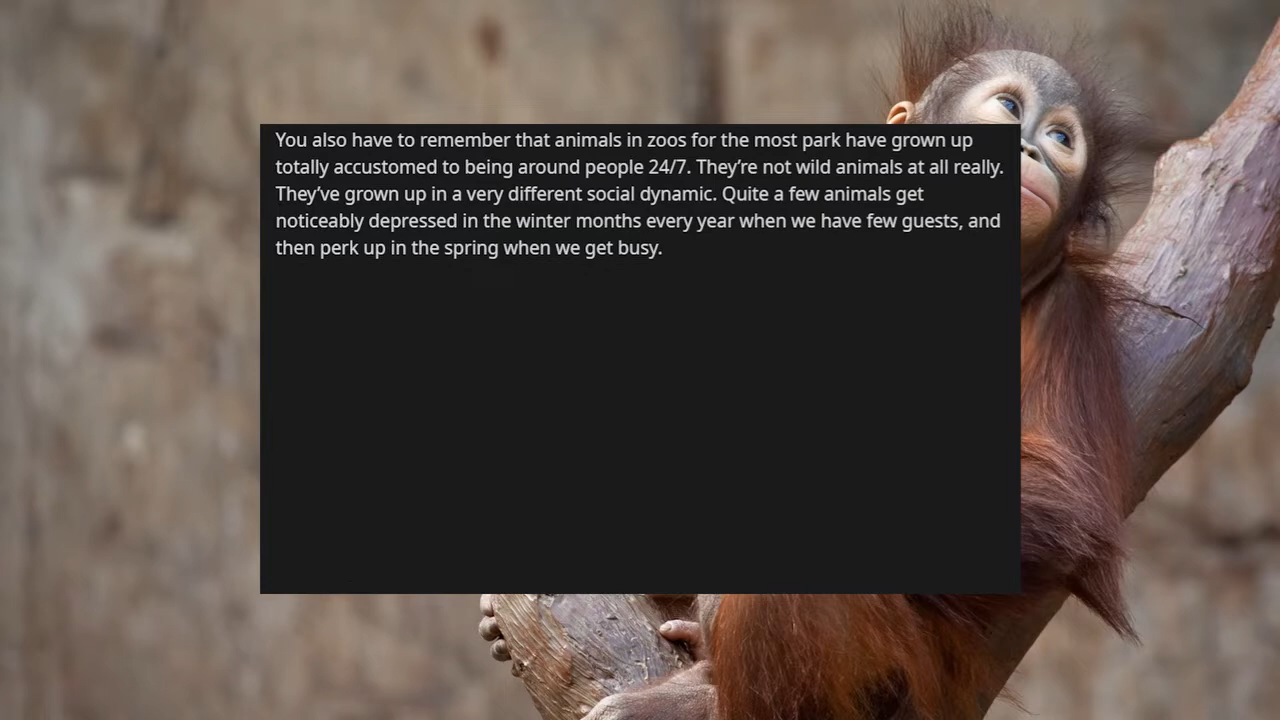 You also have to remember that animals in zoos for the most park have grown up
totally accustomed to being around people 24/7. They’re not wild animals at all really.
They’ve grown up in a very different social dynamic. Quite a few animals get
noticeably depressed in the winter months every year when we have few guests, and
then perk up in the spring when we get busy.